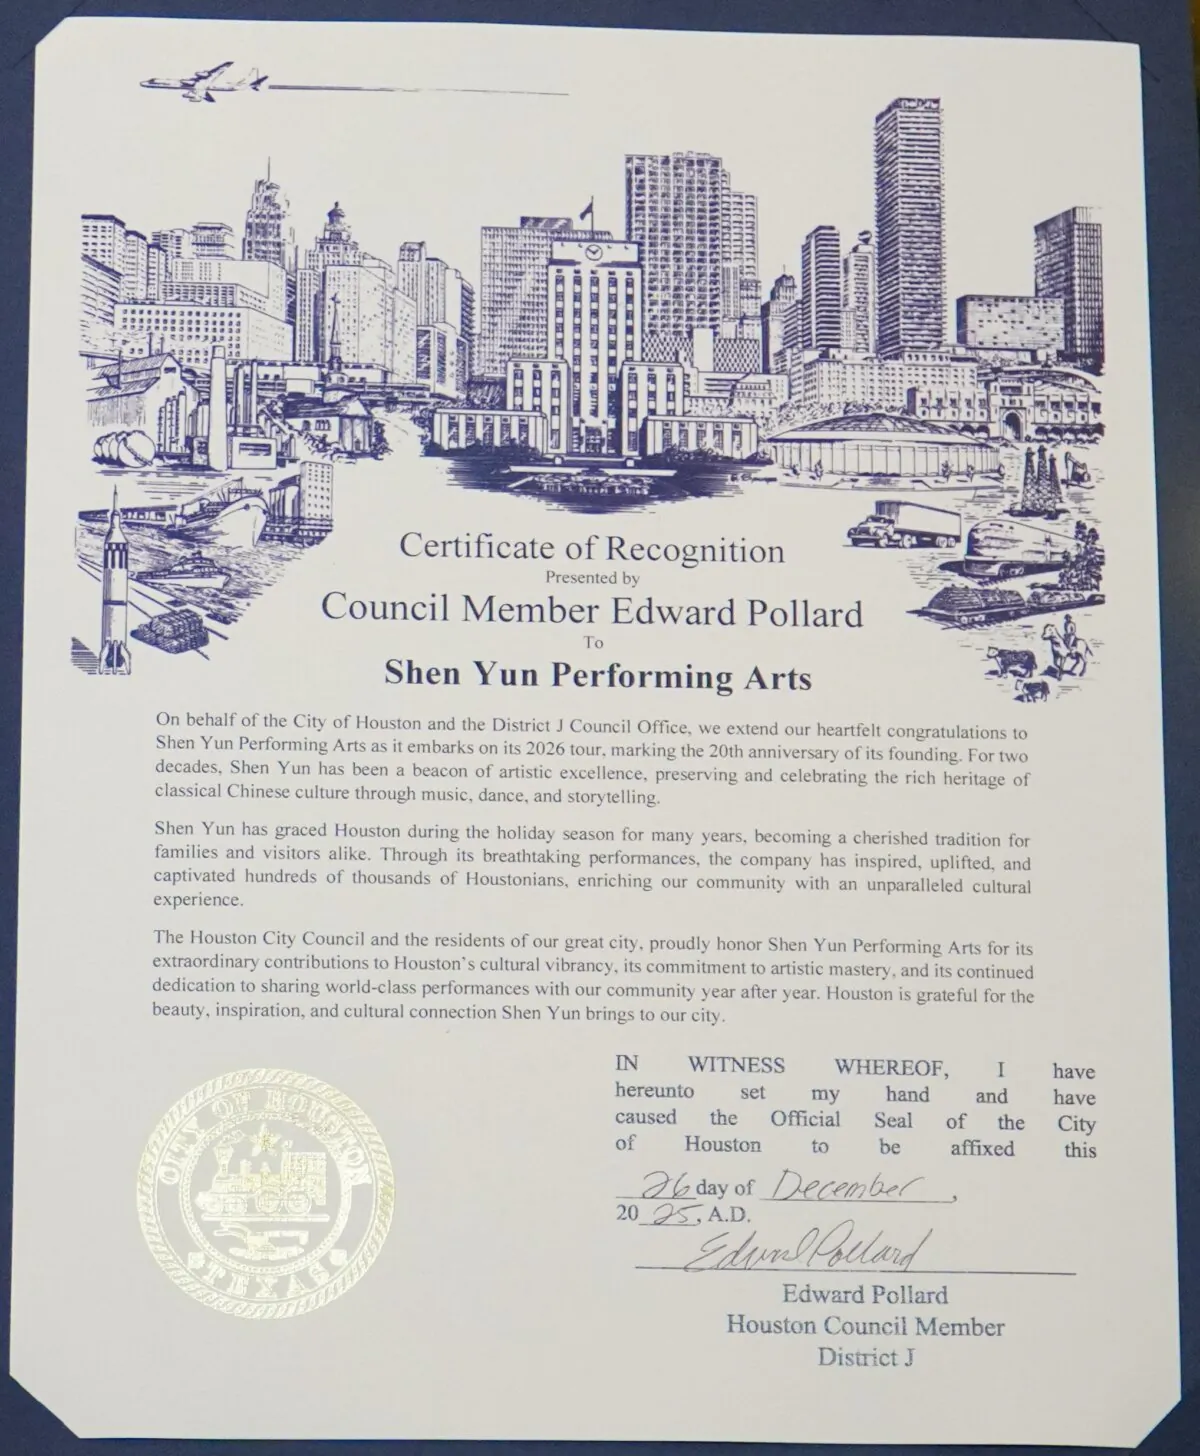 Certificate of Recognition
Presented by
Council Member Edward Pollard
To
Shen Yun Performing Arts
On behalf of the City of Houston and the District J Council Office, we extend our heartfelt congratulations to
Shen Yun Performing Arts as it embarks on its 2026 tour, marking the 20th anniversary of its founding. For two
decades, Shen Yun has been a beacon of artistic excellence, preserving and celebrating the rich heritage of
classical Chinese culture through music, dance, and storytelling.
Shen Yun has graced Houston during the holiday season for many years, becoming a cherished tradition for
families and visitors alike. Through its breathtaking performances, the company has inspired, uplifted, and
captivated hundreds of thousands of Houstonians, enriching our community with an unparalleled cultural
experience.
The Houston City Council and the residents of our great city, proudly honor Shen Yun Performing Arts for its
extraordinary contributions to Houston's cultural vibrancy, its commitment to artistic mastery, and its continued
dedication to sharing world-class performances with our community year after year. Houston is grateful for the
beauty, inspiration, and cultural connection Shen Yun brings to our city.
IN WITNESS WHEREOF, I have
hereunto set my hand and have
caused the Official Seal of the City
of Houston to be affixed this
26 day of December,
20 25, A.D.
Edward Pollard
Edward Pollard
Houston Council Member
District J
CITY OF HOUSTON
TEXAS